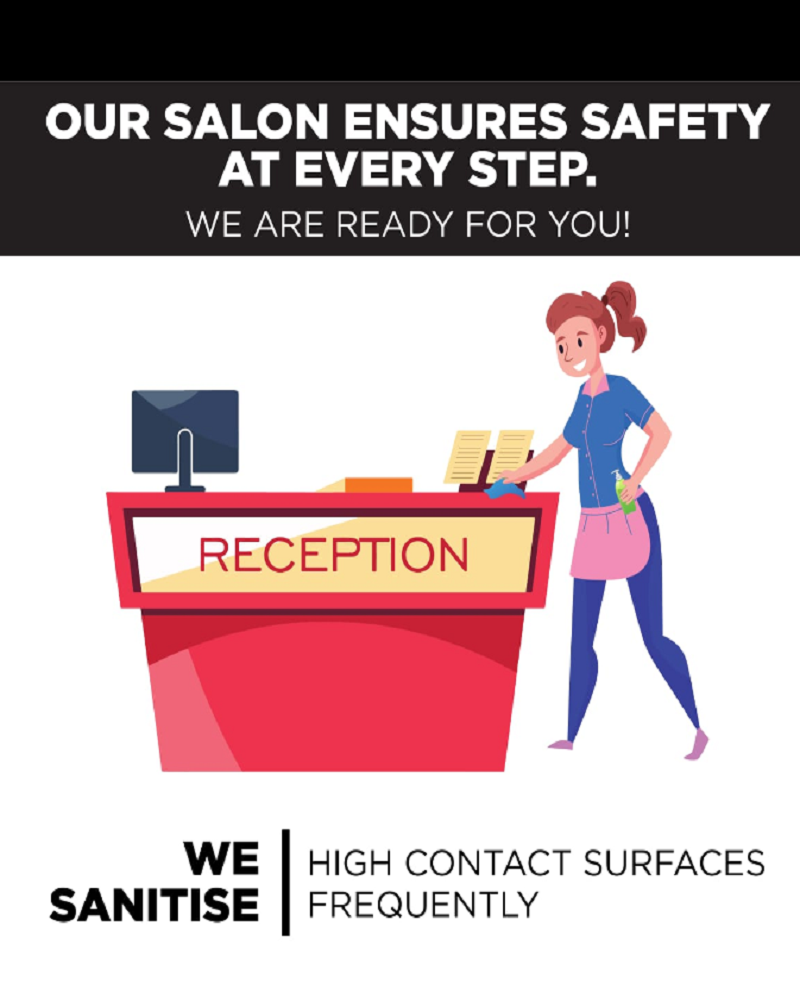 OUR SALON ENSURES SAFETY
AT EVERY STEP.
WE ARE READY FOR YOU!
RECEPTION
WE
SANITISE
HIGH CONTACT SURFACES
FREQUENTLY